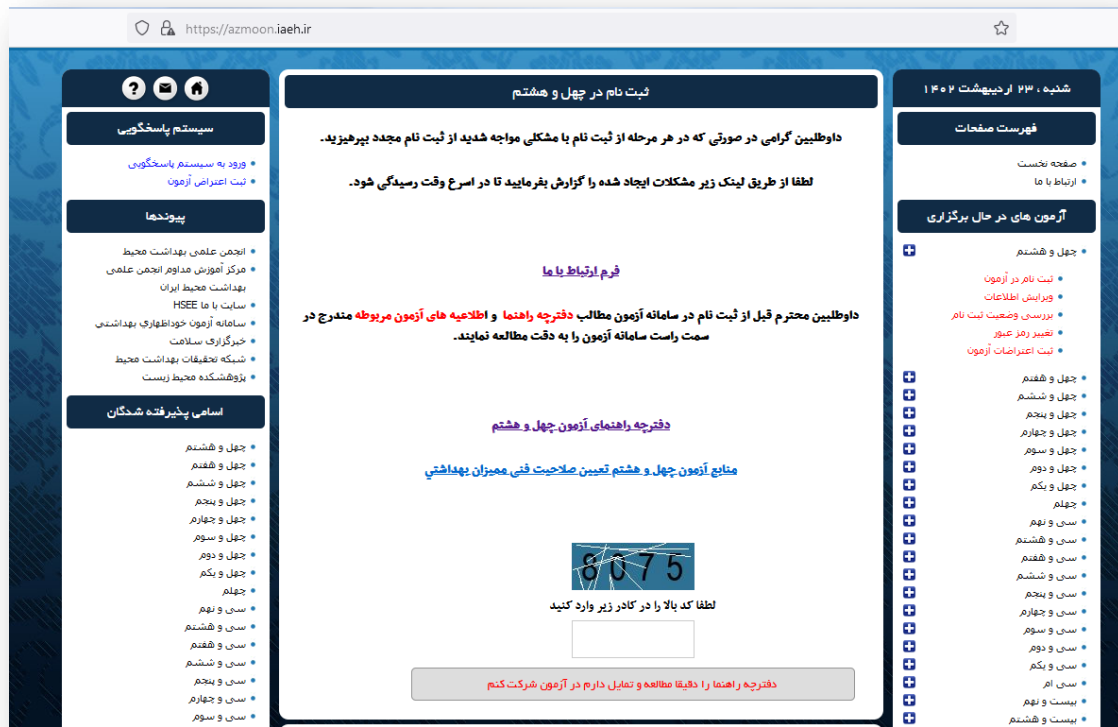 https://azmoon.iaeh.ir
شنبه ، ۲۳ اردیبهشت ۱۴۰۲
فهرست صفحات
صفحه نخست
ارتباط با ما
آزمون های در حال برگزاری
چهل و هشتم
ثبت نام در آزمون
ویرایش اطلاعات
بررسی وضعیت ثبت نام
تغییر رمز عبور
ثبت اعتراضات آزمون
چهل و هفتم
چهل و ششم
چهل و پنجم
چهل و چهارم
چهل و سوم
چهل و دوم
چهل و یکم
چهلم
سی و نهم
سی و هشتم
سی و هفتم
سی و ششم
سی و پنجم
سی و چهارم
سی و سوم
سی و دوم
سی و یکم
سی ام
بیست و نهم
بیست و هشتم
ثبت نام در چهل و هشتم
داوطلبین گرامی در صورتی که در هر مرحله از ثبت نام با مشکلی مواجه شدید از ثبت نام مجدد بپرهیزید.
لطفا از طریق لینک زیر مشکلات ایجاد شده را گزارش بفرمایید تا در اسرع وقت رسیدگی شود.
فرم ارتباط با ما
داوطلبین محترم قبل از ثبت نام در سامانه آزمون مطالب دفترچه راهنما و اطلاعیه های آزمون مربوطه مندرج در
سمت راست سامانه آزمون را به دقت مطالعه نمایند.
دفترچه راهنمای آزمون چهل و هشتم
منابع آزمون چهل و هشتم تعیین صلاحیت فنی ممیزان بهداشتي
8075
لطفا کد بالا را در کادر زیر وارد کنید
دفترچه راهنما را دقیقا مطالعه و تمایل دارم در آزمون شرکت کنم
سیستم پاسخگویی
ورود به سیستم پاسخگویی
ثبت اعتراض آزمون
پیوندها
انجمن علمی بهداشت محیط
مرکز آموزش مداوم انجمن علمی
بهداشت محیط ایران
سایت با ما HSEE
سامانه آزمون خوداظهاري بهداشتي
خبرگزاری سلامت
شبکه تحقیقات بهداشت محیط
پژوهشکده محیط زیست
اسامی پذیرفته شدگان
چهل و هشتم
چهل و هفتم
چهل و ششم
چهل و پنجم
چهل و چهارم
چهل و سوم
چهل و دوم
چهل و یکم
چهلم
سی و نهم
سی و هشتم
سی و هفتم
سی و ششم
سی و پنجم
سی و چهارم
سی و سوم